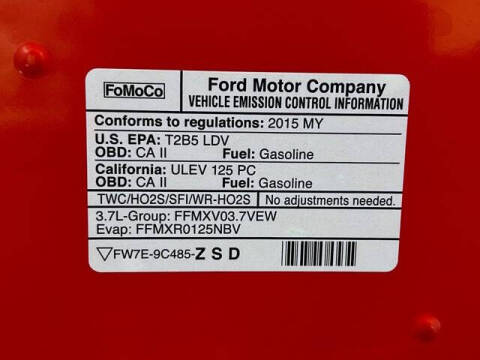 FoMoCo
Ford Motor Company
VEHICLE EMISSION CONTROL INFORMATION
Conforms to regulations: 2015 MY
U.S. EPA: T2B5 LDV
OBD: CA II Fuel: Gasoline
California: ULEV 125 PC
OBD: CA II Fuel: Gasoline
TWC/HO2S/SFI/WR-HO2S No adjustments needed.
3.7L-Group: FFMXV03.7VEW
Evap: FFMXR0125NBV
FW7E-9C485-Z S D